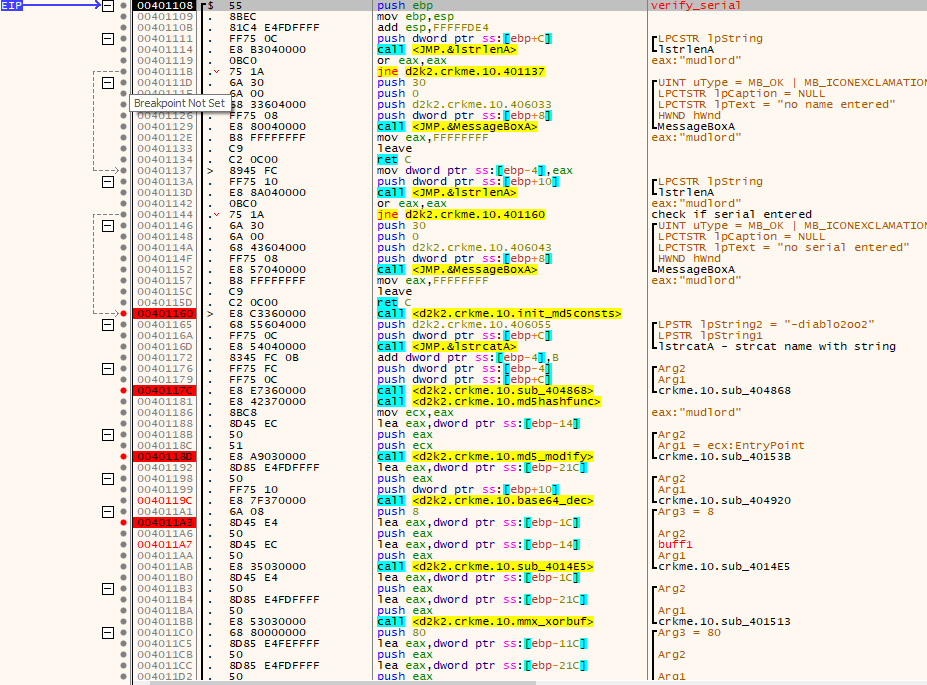 EIP 00401108 $ 55 push ebp verify_serial
00401109 . 8BEC mov ebp,esp
0040110B . 81C4 E4FDFFFF add esp,FFFFFDE4
00401111 . FF75 0C push dword ptr ss:[ebp+C] LPCTSTR lpString
00401114 . E8 B3040000 call <JMP.&lstrlenA> lstrlenA
00401119 . 0BC0 or eax,eax eax:"mudlord"
0040111B . 75 1A jne d2k2.crkme.10.401137
0040111D . 6A 30 push 30 UINT uType = MB_OK | MB_ICONEXCLAMATION
6A 00 push 0 LPCTSTR lpCaption = NULL
Breakpoint Not Set 68 33604000 push d2k2.crkme.10.406033 LPCTSTR lpText = "no name entered"
00401126 . FF75 08 push dword ptr ss:[ebp+8] HWND hWnd
00401129 . E8 80040000 call <JMP.&MessageBoxA> MessageBoxA
0040112E . B8 FFFFFFFF mov eax,FFFFFFFF eax:"mudlord"
00401133 . C9 leave
00401134 . C2 0C00 ret C
00401137 > 8945 FC mov dword ptr ss:[ebp-4],eax eax:"mudlord"
0040113A . FF75 10 push dword ptr ss:[ebp+10] LPCSTR lpString
0040113D . E8 8A040000 call <JMP.&lstrlenA> lstrlenA
00401142 . 0BC0 or eax,eax eax:"mudlord"
00401144 . 75 1A jne d2k2.crkme.10.401160 check if serial entered
00401146 . 6A 30 push 30 UINT uType = MB_OK | MB_ICONEXCLAMATION
00401148 . 6A 00 push 0 LPCTSTR lpCaption = NULL
0040114A . 68 43604000 push d2k2.crkme.10.406043 LPCTSTR lpText = "no serial entered"
0040114F . FF75 08 push dword ptr ss:[ebp+8] HWND hWnd
00401152 . E8 57040000 call <JMP.&MessageBoxA> MessageBoxA
00401157 . B8 FFFFFFFF mov eax,FFFFFFFF eax:"mudlord"
0040115C . C9 leave
0040115D . C2 0C00 ret C
00401160 > E8 C3360000 call <d2k2.crkme.10.init_md5consts>
00401165 . 68 55604000 push d2k2.crkme.10.406055 LPSTR lpString2 = "-diablo2oo2"
0040116A . FF75 0C push dword ptr ss:[ebp+C] LPCTSTR lpString1
0040116D . E8 54040000 call <JMP.&lstrcatA> lstrcatA - strcat name with string
00401172 . 8345 FC 0B add dword ptr ss:[ebp-4],B
00401176 . FF75 FC push dword ptr ss:[ebp-4] Arg2
00401179 . FF75 0C push dword ptr ss:[ebp+C] Arg1
0040117C . E8 E7360000 call <d2k2.crkme.10.sub_404868> crkme.10.sub_404868
00401181 . E8 42370000 call <d2k2.crkme.10.md5hashfunc>
00401186 . 8BC8 mov ecx,eax eax:"mudlord"
00401188 . 8D45 EC lea eax,dword ptr ss:[ebp-14]
0040118B . 50 push eax Arg2
0040118C . 51 push ecx Arg1 = ecx:EntryPoint
0040118D . E8 A9030000 call <d2k2.crkme.10.md5_modify> crkme.10.sub_40153B
00401192 . 8D85 E4FDFFFF lea eax,dword ptr ss:[ebp-21C]
00401198 . 50 push eax Arg2
00401199 . FF75 10 push dword ptr ss:[ebp+10] Arg1
0040119C . E8 7F370000 call <d2k2.crkme.10.base64_dec> crkme.10.sub_404920
004011A1 . 6A 08 push 8 Arg3 = 8
004011A3 . 8D45 E4 lea eax,dword ptr ss:[ebp-1C]
004011A6 . 50 push eax Arg2
004011A7 . 8D45 EC lea eax,dword ptr ss:[ebp-14] buff1
004011AA . 50 push eax Arg1
004011AB . E8 35030000 call <d2k2.crkme.10.sub_4014E5> crkme.10.sub_4014E5
004011B0 . 8D45 E4 lea eax,dword ptr ss:[ebp-1C]
004011B3 . 50 push eax Arg2
004011B4 . 8D85 E4FDFFFF lea eax,dword ptr ss:[ebp-21C]
004011BA . 50 push eax Arg1
004011BB . E8 53030000 call <d2k2.crkme.10.mmx_xorbuf> crkme.10.sub_401513
004011C0 . 68 80000000 push 80 Arg3 = 80
004011C5 . 8D85 E4FEFFFF lea eax,dword ptr ss:[ebp-11C]
004011CB . 50 push eax Arg2
004011CC . 8D85 E4FDFFFF lea eax,dword ptr ss:[ebp-21C]
004011D2 . 50 push eax Arg1